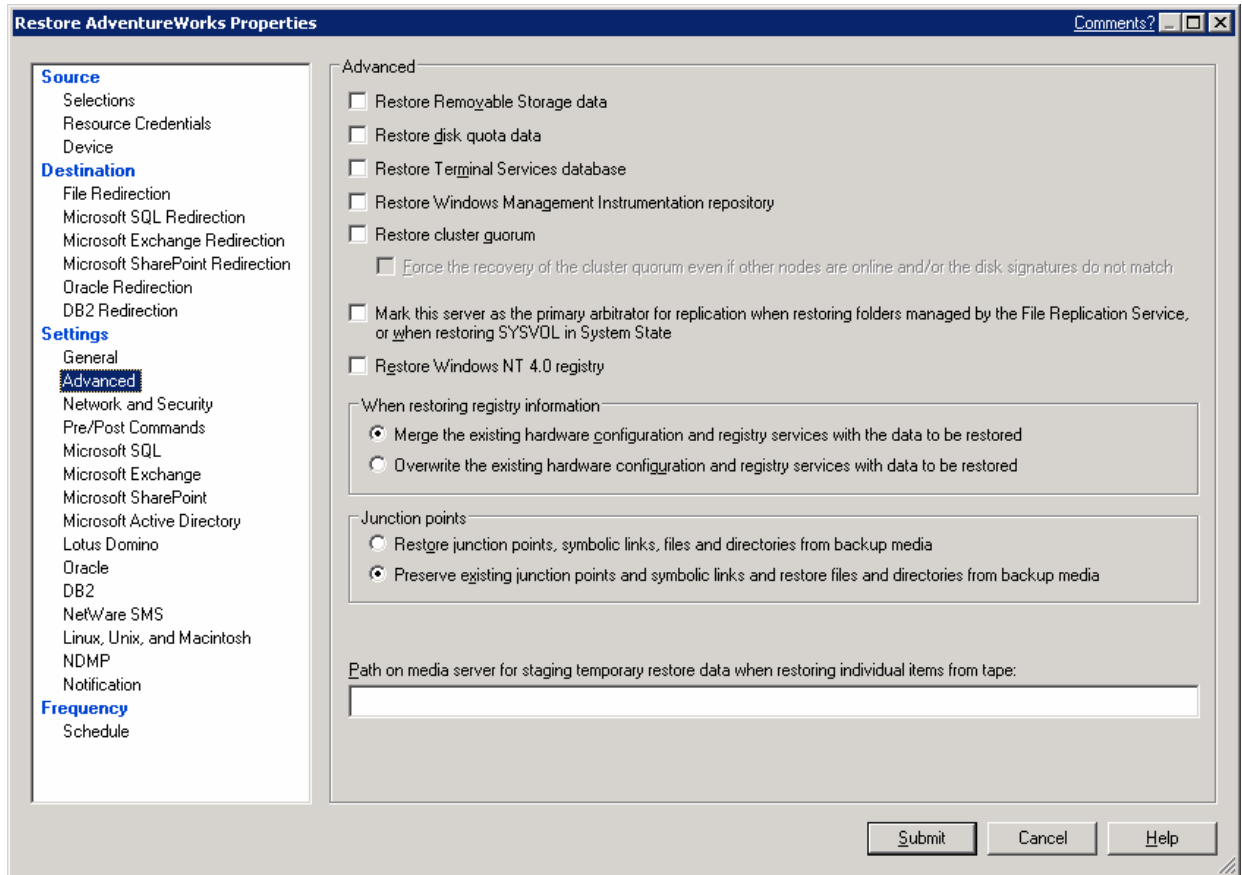 Restore AdventureWorks Properties
Comments?
Source
Selections
Resource Credentials
Device
Destination
File Redirection
Microsoft SQL Redirection
Microsoft Exchange Redirection
Microsoft SharePoint Redirection
Oracle Redirection
DB2 Redirection
Settings
General
Advanced
Network and Security
Pre/Post Commands
Microsoft SQL
Microsoft Exchange
Microsoft SharePoint
Microsoft Active Directory
Lotus Domino
Oracle
DB2
NetWare SMS
Linux, Unix, and Macintosh
NDMP
Notification
Frequency
Schedule
Advanced
Restore Removable Storage data
Restore disk quota data
Restore Terminal Services database
Restore Windows Management Instrumentation repository
Restore cluster quorum
Force the recovery of the cluster quorum even if other nodes are online and/or the disk signatures do not match
Mark this server as the primary arbitrator for replication when restoring folders managed by the File Replication Service,
or when restoring SYSVOL in System State
Restore Windows NT 4.0 registry
When restoring registry information
Merge the existing hardware configuration and registry services with the data to be restored
Overwrite the existing hardware configuration and registry services with data to be restored
Junction points
Restore junction points, symbolic links, files and directories from backup media
Preserve existing junction points and symbolic links and restore files and directories from backup media
Path on media server for staging temporary restore data when restoring individual items from tape:
Submit
Cancel
Help